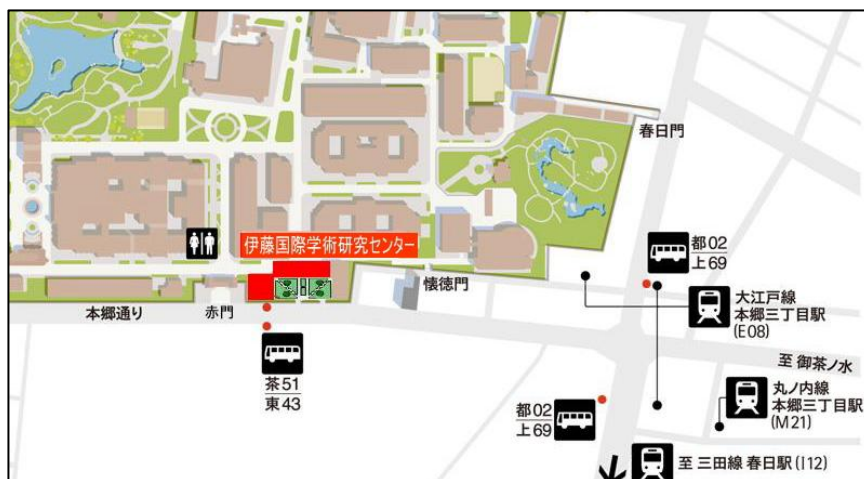 春日門
伊藤国際学術研究センター
都02
上69
懐徳門
大江戸線
本郷三丁目駅
(E08)
本郷通り
赤門
茶51
東43
至 御茶ノ水
丸ノ内線
本郷三丁目駅
(M21)
都02
上69
至 三田線 春日駅(I12)